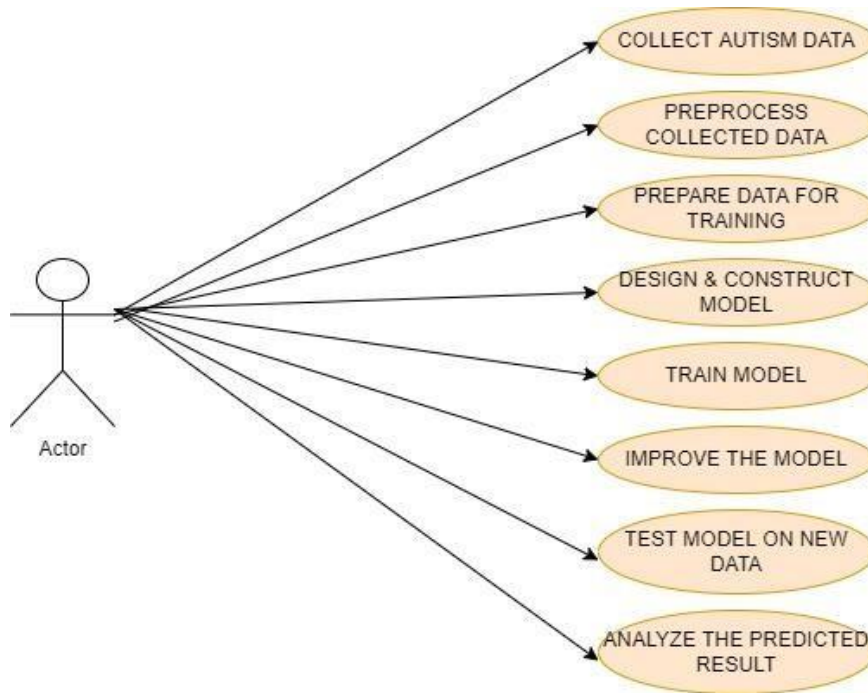 COLLECT AUTISM DATA
PREPROCESS
COLLECTED DATA
PREPARE DATA FOR
TRAINING
DESIGN & CONSTRUCT
MODEL
TRAIN MODEL
Actor
IMPROVE THE MODEL
TEST MODEL ON NEW
DATA
ANALYZE THE PREDICTED
RESULT